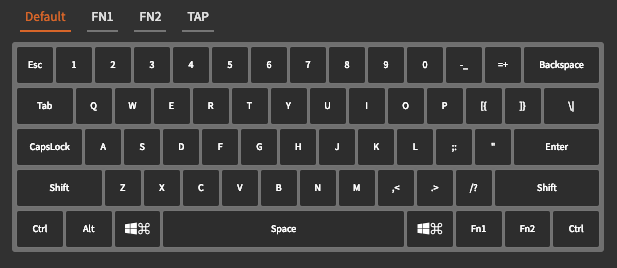 Default FN1 FN2 TAP
Esc 1 2 3 4 5 6 7 8 9 0 -_ =+ Backspace
Tab Q W E R T Y U I O P [{ ]} \|
CapsLock A S D F G H J K L ;: " Enter
Shift Z X C V B N M ,< .> /? Shift
Ctrl Alt ⌘ Space ⌘ Fn1 Fn2 Ctrl